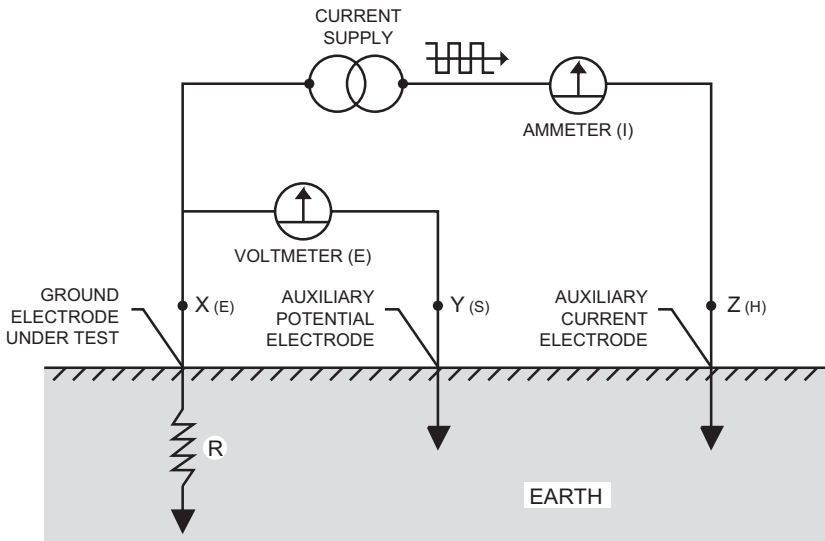 CURRENT
SUPPLY
AMMETER (I)
VOLTMETER (E)
GROUND
ELECTRODE
UNDER TEST
X (E)
AUXILIARY
POTENTIAL
ELECTRODE
Y (S)
AUXILIARY
CURRENT
ELECTRODE
Z (H)
R
EARTH